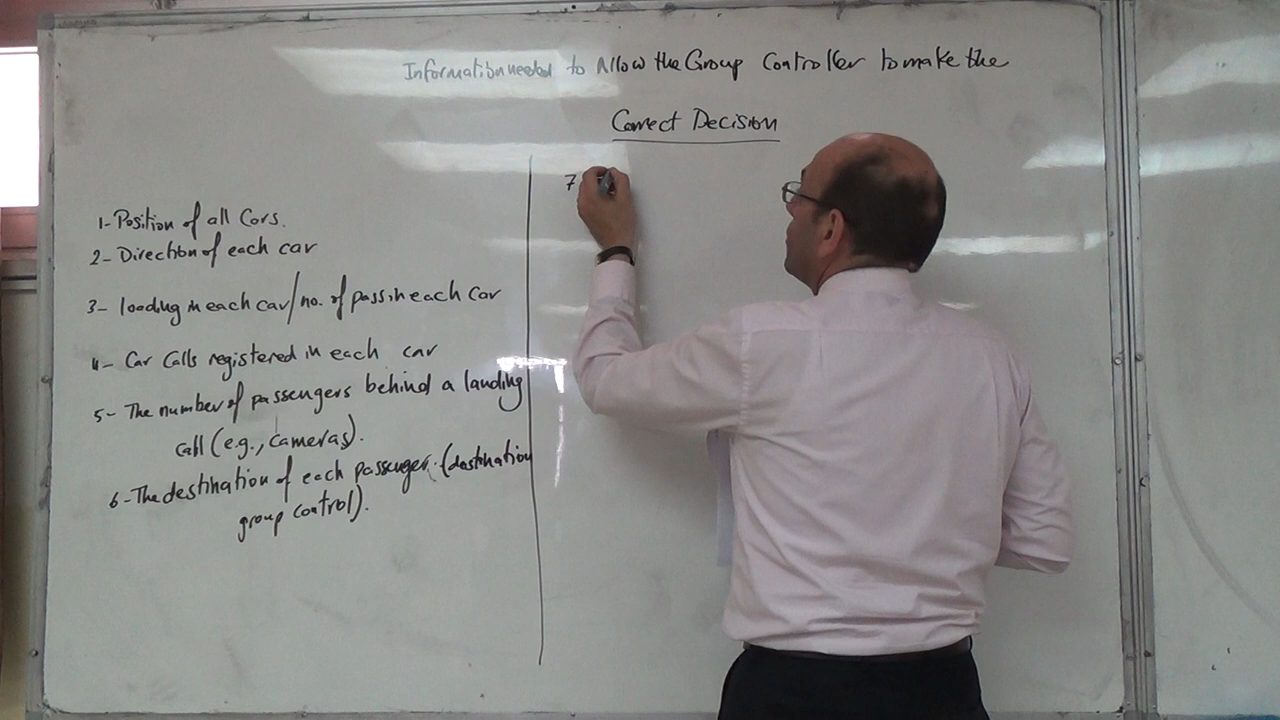 Information needed to Allow the Group Controller to make the
Correct Decision
1- Position of all Cars.
2- Direction of each car
3- loading in each car/no. of pass. in each car
4- Car Calls registered in each car
5- The number of passengers behind a landing
call (e.g., cameras).
6- The destination of each passenger. (destination
group control).
7